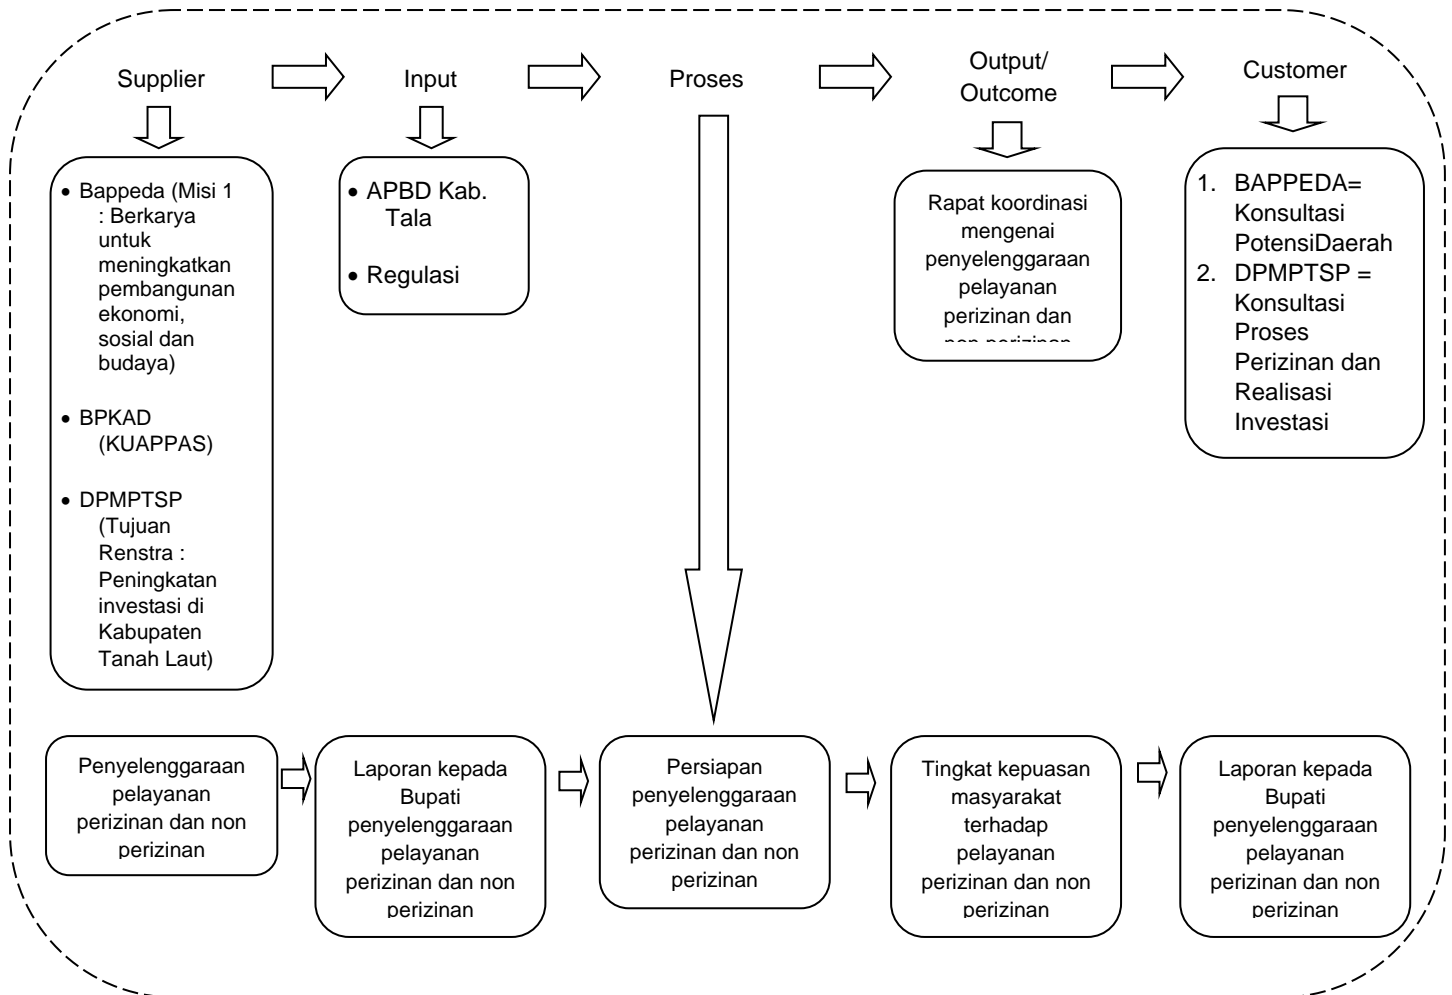 Supplier
Input
Proses
Output/
Outcome
Customer
• Bappeda (Misi 1
: Berkarya
untuk
meningkatkan
pembangunan
ekonomi,
sosial dan
budaya)
• BPKAD
(KUAPPAS)
• DPMPTSP
(Tujuan
Renstra :
Peningkatan
investasi di
Kabupaten
Tanah Laut)
• APBD Kab.
Tala
• Regulasi
Rapat koordinasi
mengenai
penyelenggaraan
pelayanan
perizinan dan
non perizinan
1. BAPPEDA=
Konsultasi
PotensiDaerah
2. DPMPTSP =
Konsultasi
Proses
Perizinan dan
Realisasi
Investasi
Penyelenggaraan
pelayanan
perizinan dan non
perizinan
Laporan kepada
Bupati
penyelenggaraan
pelayanan
perizinan dan non
perizinan
Persiapan
penyelenggaraan
pelayanan
perizinan dan non
perizinan
Tingkat kepuasan
masyarakat
terhadap
pelayanan
perizinan dan non
perizinan
Laporan kepada
Bupati
penyelenggaraan
pelayanan
perizinan dan non
perizinan